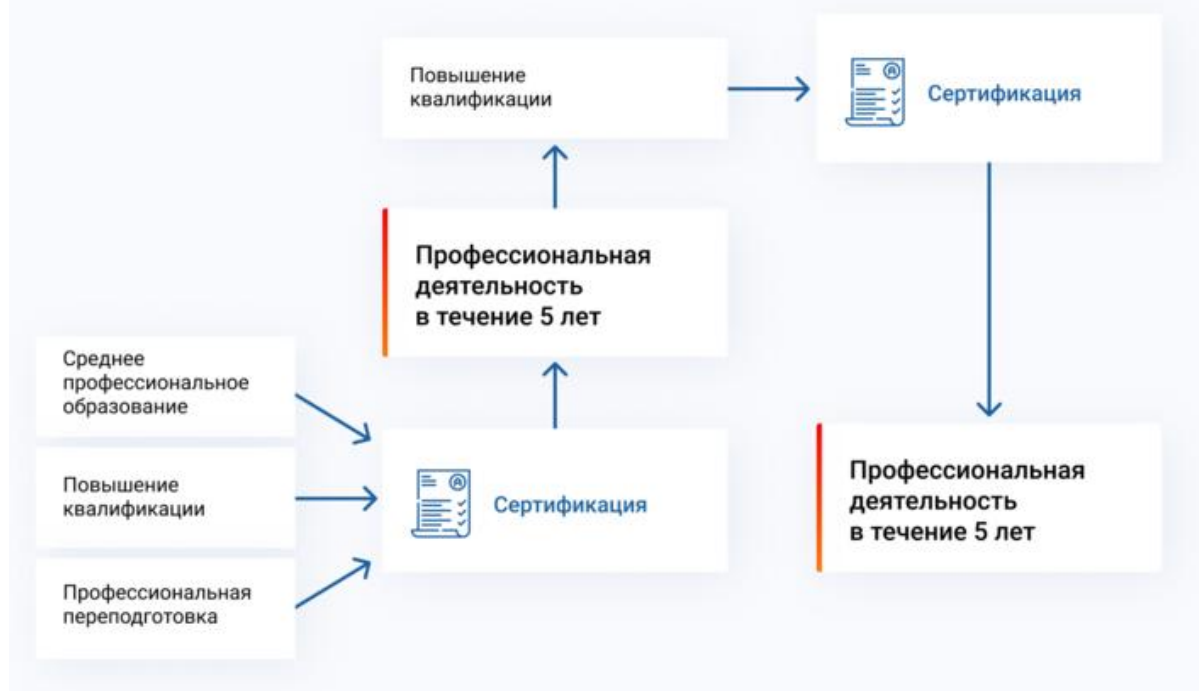 Повышение
квалификации
Сертификация
Профессиональная
деятельность
в течение 5 лет
Среднее
профессиональное
образование
Повышение
квалификации
Профессиональная
переподготовка
Сертификация
Профессиональная
деятельность
в течение 5 лет